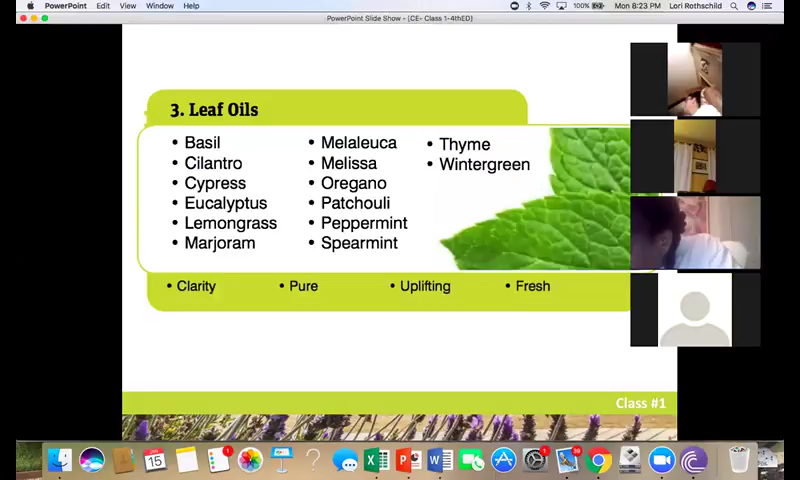 PowerPoint Edit View Window Help 100% Mon 8:23 PM Lori Rothschild
PowerPoint Slide Show - [CE- Class 1-4thED]
3. Leaf Oils
• Basil • Melaleuca • Thyme
• Cilantro • Melissa • Wintergreen
• Cypress • Oregano
• Eucalyptus • Patchouli
• Lemongrass • Peppermint
• Marjoram • Spearmint
• Clarity • Pure • Uplifting • Fresh
Class #1
15